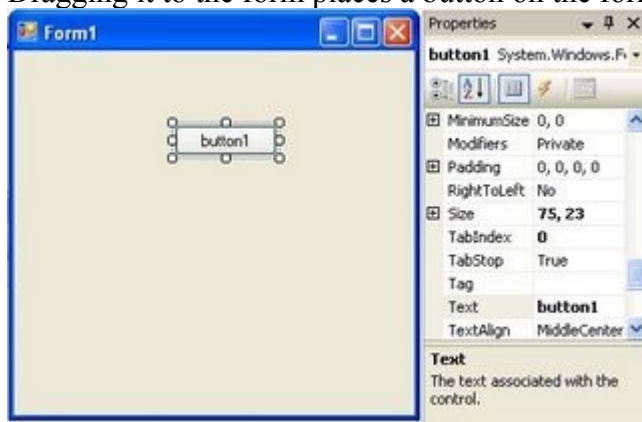 Dragging it to the form places a button on the for
Form1
button1
Properties
button1 System.Windows.F
MinimumSize 0, 0
Modifiers Private
Padding 0, 0, 0, 0
RightToLeft No
Size 75, 23
TabIndex 0
TabStop True
Tag
Text button1
TextAlign MiddleCenter
Text
The text associated with the
control.